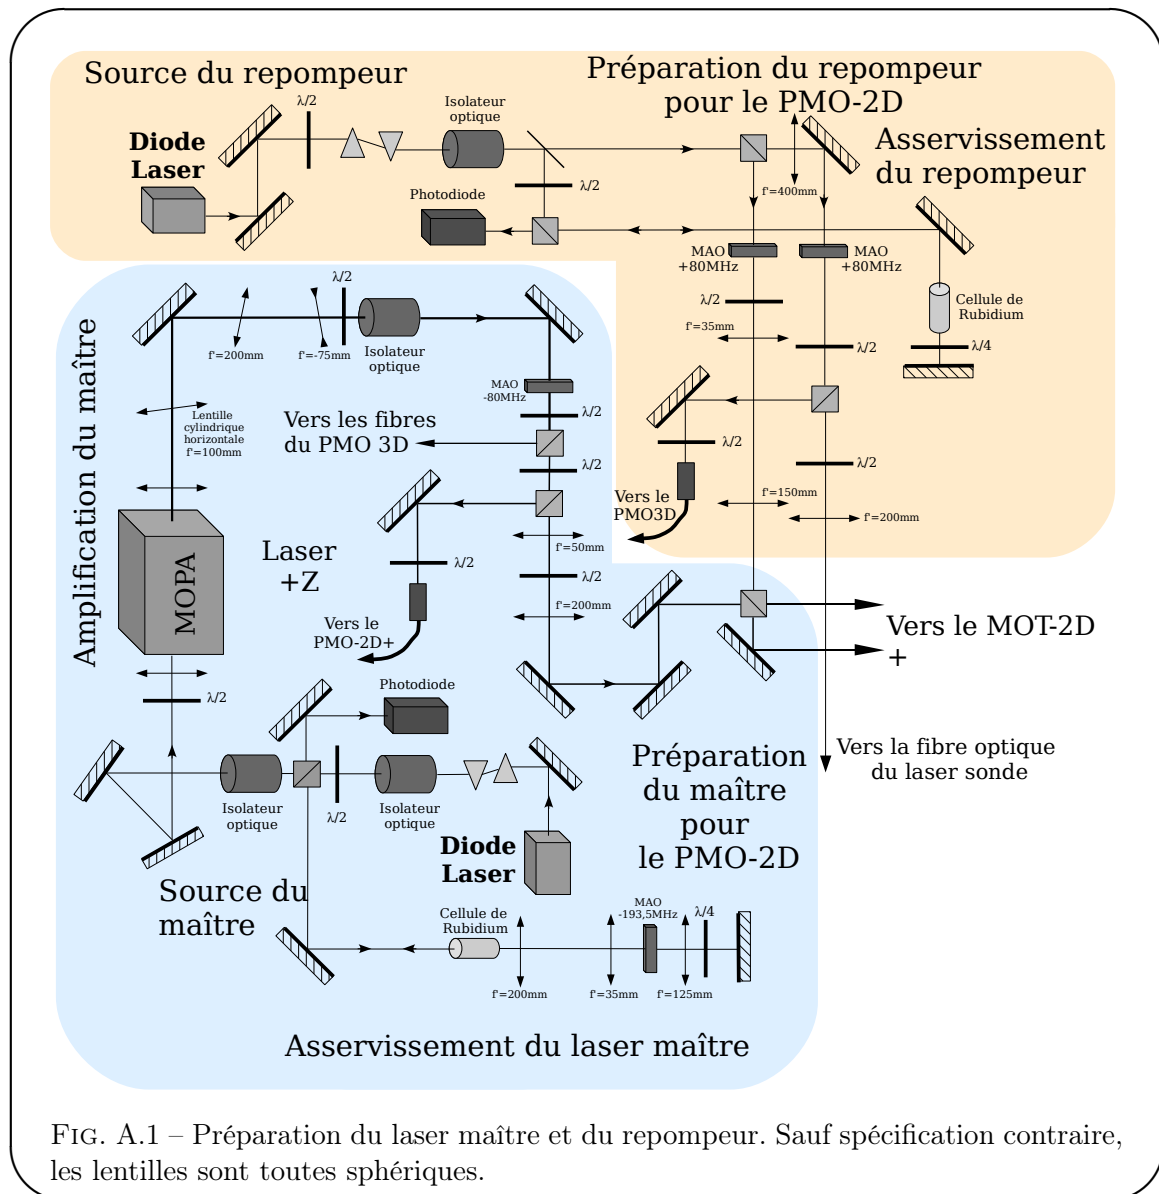 Source du repompeur
Préparation du repompeur
pour le PMO-2D
λ/2
Isolateur
optique
Diode
Laser
Asservissement
du repompeur
f'=400mm
λ/2
Photodiode
MAO
+80MHz
MAO
+80MHz
Cellule de
Rubidium
λ/2
f'=35mm
λ/2
λ/4
λ/2
λ/2
Vers le
PMO3D
f'=150mm
f'=200mm
Amplification du maître
λ/2
f'=200mm
f'=-75mm
Isolateur
optique
MAO
-80MHz
λ/2
Lentille
cylindrique
horizontale
f'=100mm
Vers les fibres
du PMO 3D
λ/2
MOPA
Laser
+Z
λ/2
f'=50mm
λ/2
f'=200mm
Vers le
PMO-2D+
Vers le MOT-2D
+
λ/2
Photodiode
Vers la fibre optique
du laser sonde
Préparation
du maître
pour
le PMO-2D
Isolateur
optique
λ/2
Isolateur
optique
Diode
Laser
Source du
maître
Cellule de
Rubidium
MAO
-193,5MHz
λ/4
f'=200mm
f'=35mm
f'=125mm
Asservissement du laser maître
FIG. A.1 – Préparation du laser maître et du repompeur. Sauf spécification contraire,
les lentilles sont toutes sphériques.